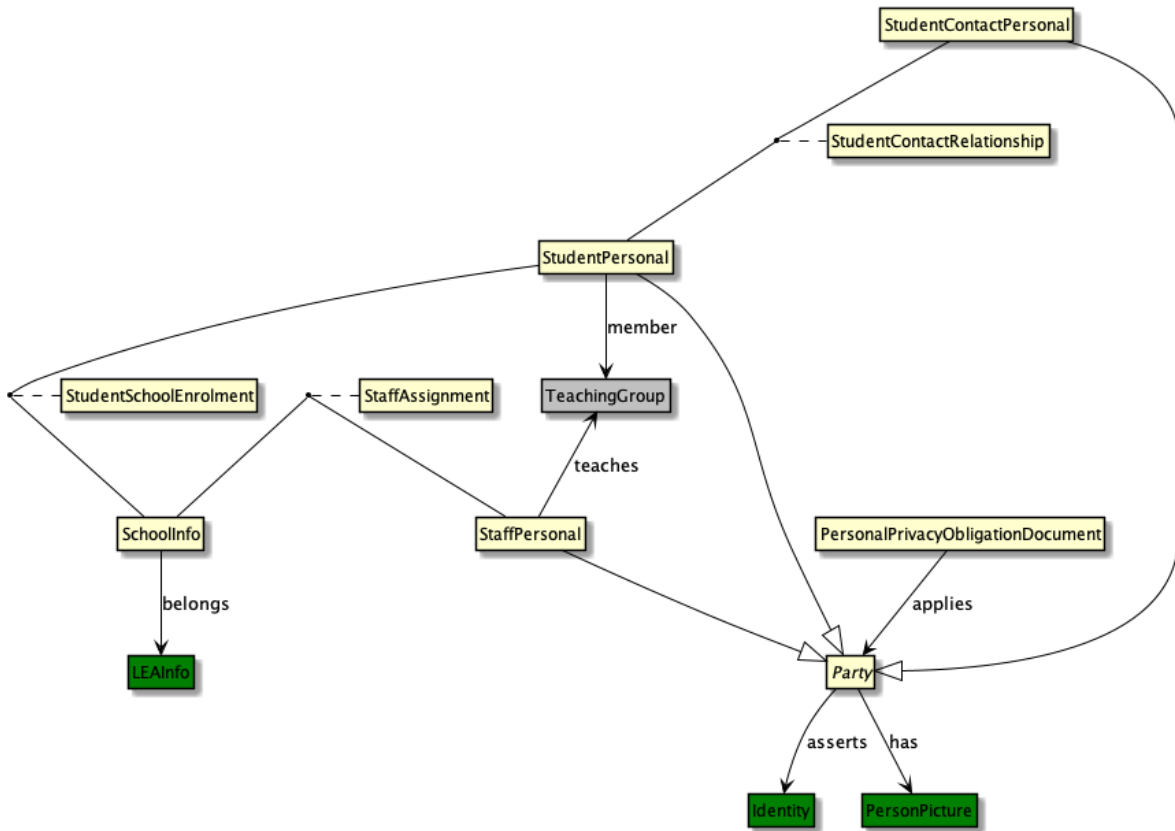 StudentContactPersonal
StudentContactRelationship
StudentPersonal
member
StudentSchoolEnrolment
StaffAssignment
TeachingGroup
teaches
SchoolInfo
StaffPersonal
PersonalPrivacyObligationDocument
belongs
applies
LEAInfo
Party
asserts
has
Identity
PersonPicture